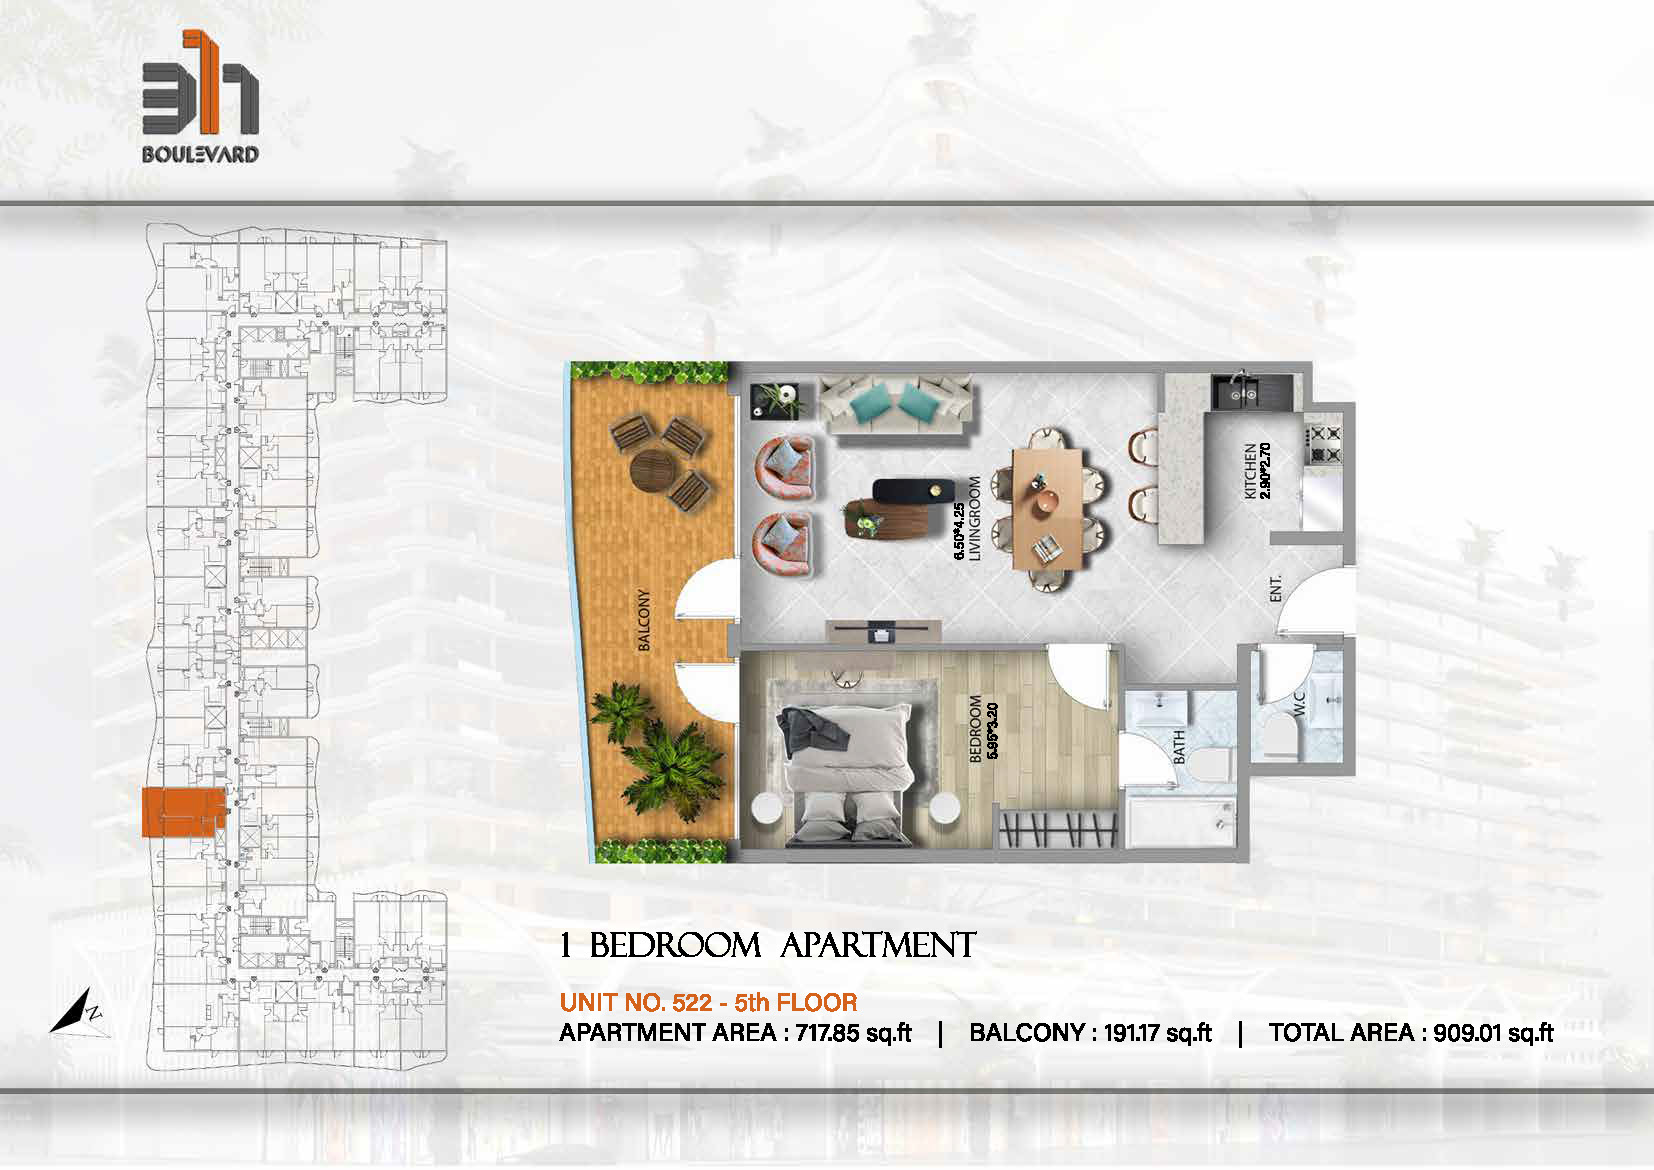 BOULEVARD
BALCONY
6.50*4.25
LIVINGROOM
KITCHEN
2.90*2.70
ENT.
BEDROOM
5.95*3.20
BATH
W.C
N
1 BEDROOM APARTMENT
UNIT NO. 522 - 5th FLOOR
APARTMENT AREA : 717.85 sq.ft | BALCONY : 191.17 sq.ft | TOTAL AREA : 909.01 sq.ft